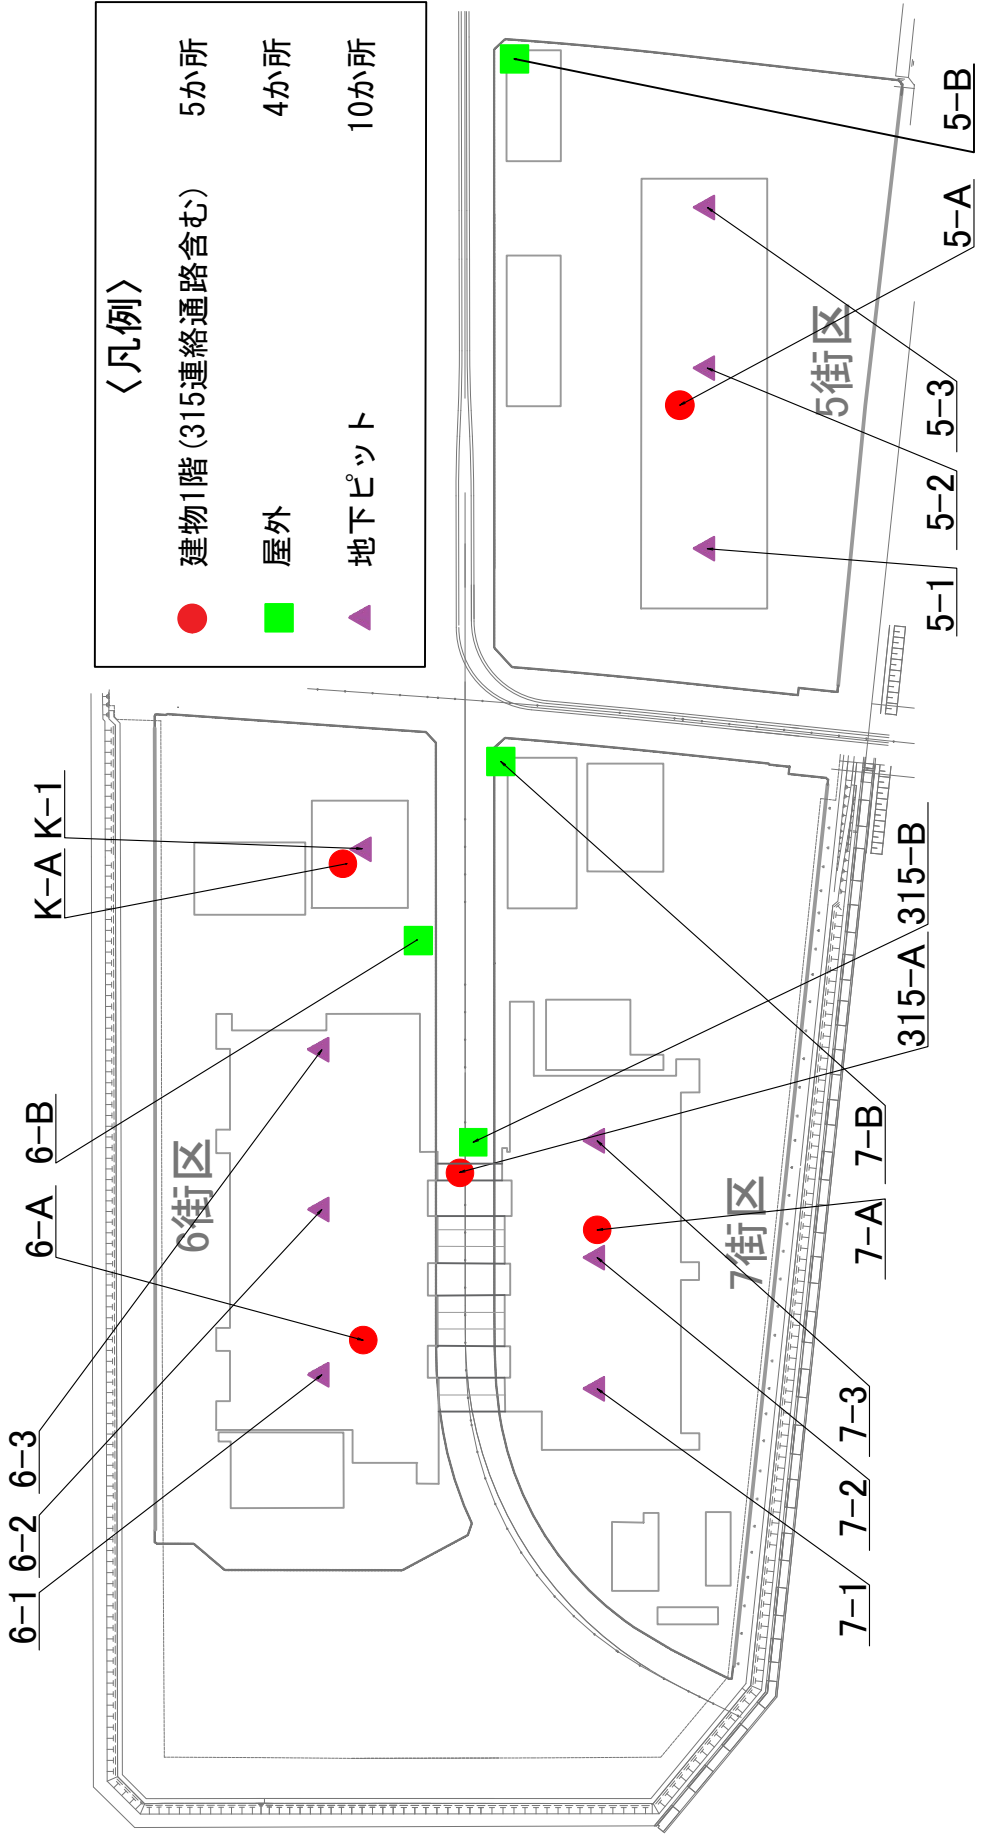 〈凡例〉
建物1階(315連絡通路含む) 5か所
屋外 4か所
地下ピット 10か所
6-1
6-2
6-3
6-A
6-B
K-A
K-1
6街区
7街区
5街区
7-1
7-2
7-3
7-A
7-B
315-A
315-B
5-1
5-2
5-3
5-A
5-B